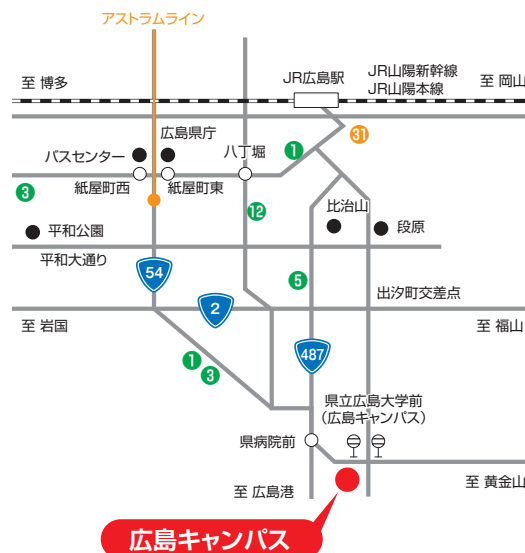 アストラムライン
至 博多
JR広島駅
JR山陽新幹線
JR山陽本線
至 岡山
31
広島県庁
バスセンター
八丁堀
1
3
紙屋町西
紙屋町東
12
比治山
平和公園
段原
平和大通り
54
5
出汐町交差点
2
至 岩国
至 福山
487
1
3
県立広島大学前
(広島キャンパス)
県病院前
至 広島港
至 黄金山
広島キャンパス